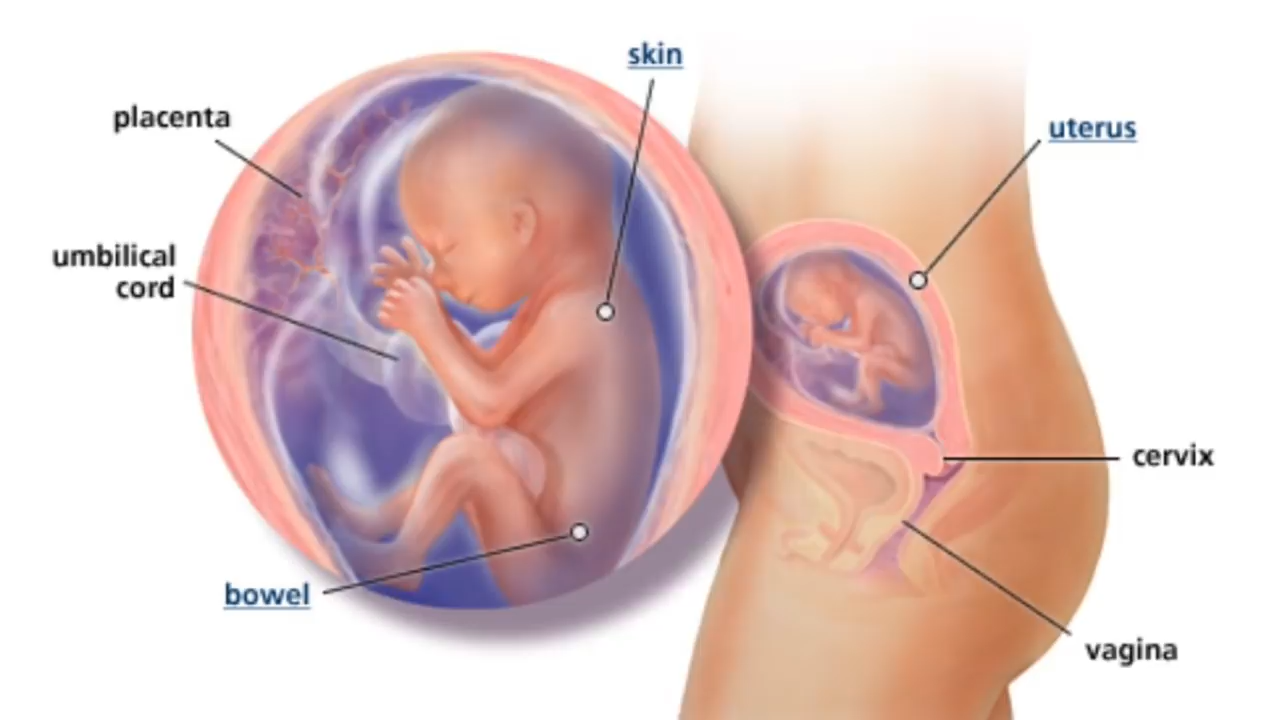 skin
placenta
uterus
umbilical
cord
cervix
bowel
vagina